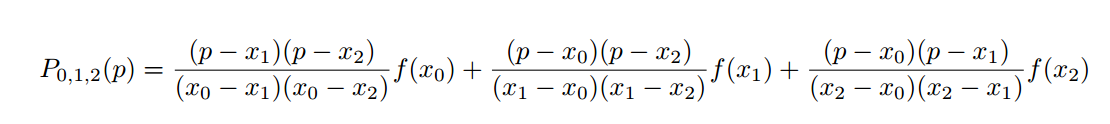 P_{0,1,2}(p) = \frac{(p - x_1)(p - x_2)}{(x_0 - x_1)(x_0 - x_2)} f(x_0) + \frac{(p - x_0)(p - x_2)}{(x_1 - x_0)(x_1 - x_2)} f(x_1) + \frac{(p - x_0)(p - x_1)}{(x_2 - x_0)(x_2 - x_1)} f(x_2)